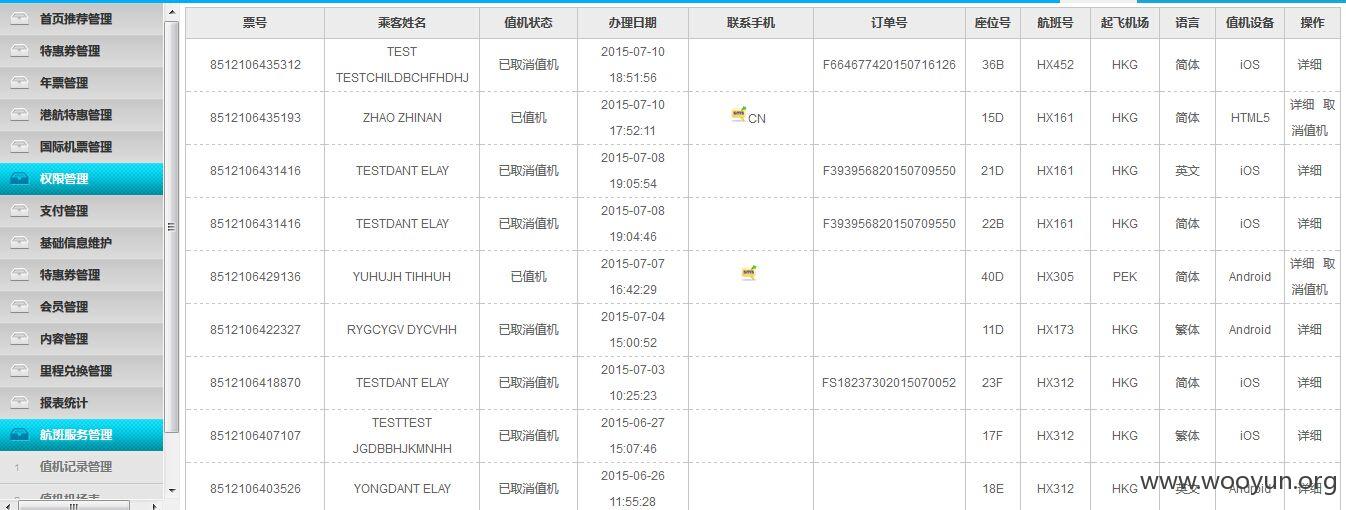 首页推荐管理
特惠券管理
年票管理
港航特惠管理
国际机票管理
权限管理
支付管理
基础信息维护
特惠券管理
会员管理
内容管理
里程兑换管理
报表统计
航班服务管理
1 值机记录管理
票号 乘客姓名 值机状态 办理日期 联系手机 订单号 座位号 航班号 起飞机场 语言 值机设备 操作
8512106435312 TEST TESTCHILDBCHFHDHJ 已取消值机 2015-07-10 18:51:56 F664677420150716126 36B HX452 HKG 简体 iOS 详细
8512106435193 ZHAO ZHINAN 已值机 2015-07-10 17:52:11 CN 15D HX161 HKG 简体 HTML5 详细 取消值机
8512106431416 TESTDANT ELAY 已取消值机 2015-07-08 19:05:54 F393956820150709550 21D HX161 HKG 英文 iOS 详细
8512106431416 TESTDANT ELAY 已取消值机 2015-07-08 19:04:46 F393956820150709550 22B HX161 HKG 简体 iOS 详细
8512106429136 YUHUJH TIHHUH 已值机 2015-07-07 16:42:29 40D HX305 PEK 简体 Android 详细 取消值机
8512106422327 RYGCYGV DYCVHH 已取消值机 2015-07-04 15:00:52 11D HX173 HKG 繁体 Android 详细
8512106418870 TESTDANT ELAY 已取消值机 2015-07-03 10:25:23 FS18237302015070052 23F HX312 HKG 简体 iOS 详细
8512106407107 TESTTEST JGDBBHJKMNHH 已取消值机 2015-06-27 15:07:46 17F HX312 HKG 繁体 iOS 详细
8512106403526 YONGDANT ELAY 已取消值机 2015-06-26 11:55:28 18E HX312 HKG 英文 Android 详细
www.wooyun.org